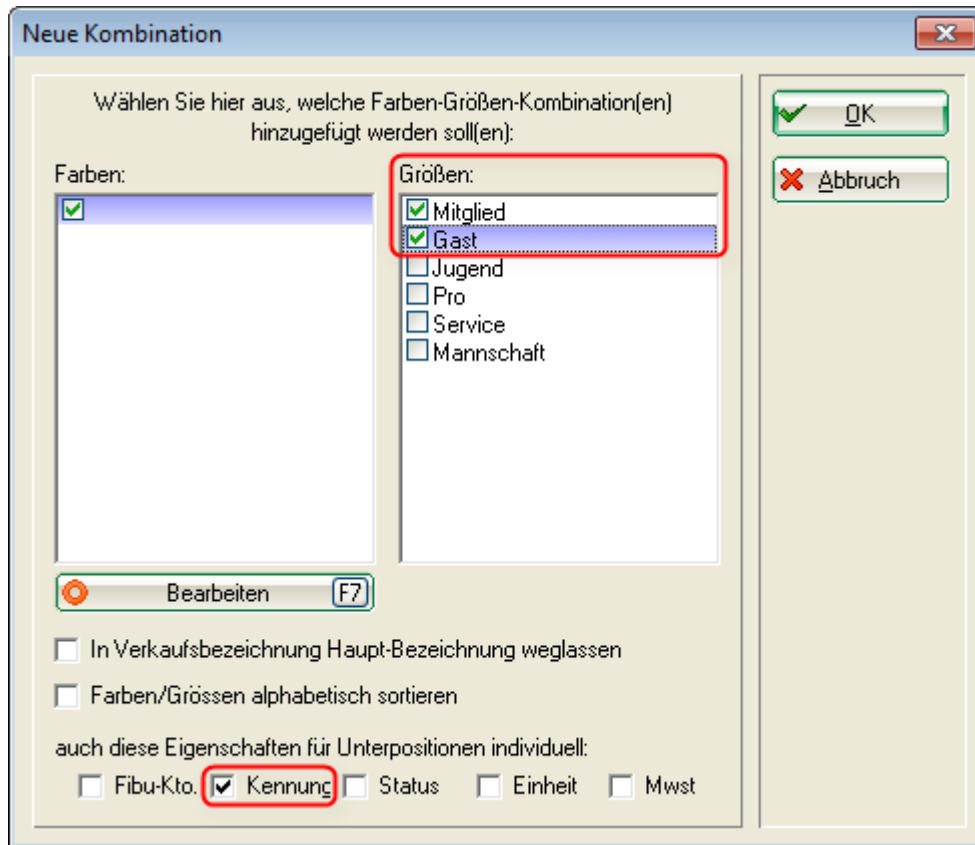 Neue Kombination
Wählen Sie hier aus, welche Farben-Größen-Kombination(en)
hinzugefügt werden soll(en):
Farben:
Größen:
Mitglied
Gast
Jugend
Pro
Service
Mannschaft
Bearbeiten F7
In Verkaufsbezeichnung Haupt-Bezeichnung weglassen
Farben/Grössen alphabetisch sortieren
auch diese Eigenschaften für Unterpositionen individuell:
Fibu-Kto. Kennung Status Einheit Mwst
OK
Abbruch